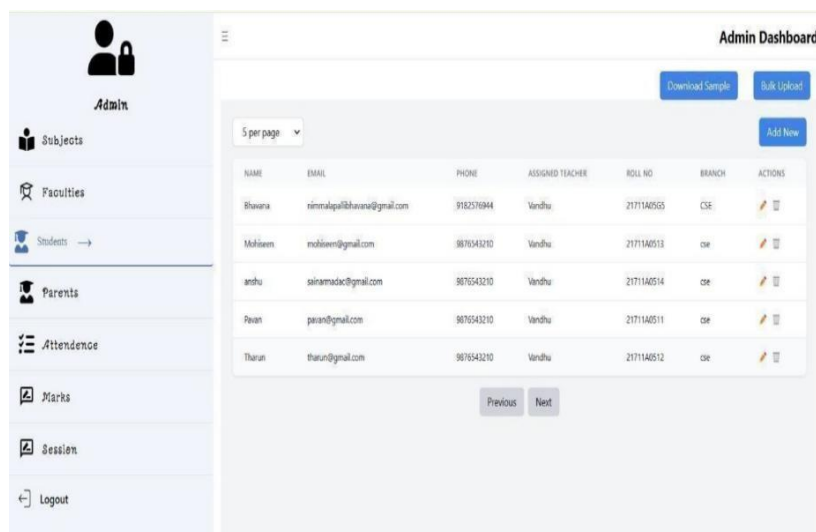 Admin
Subjects
Faculties
Students →
Parents
Attendence
Marks
Session
Logout
Admin Dashboard
Download Sample Bulk Upload
5 per page Add New
NAME EMAIL PHONE ASSIGNED TEACHER ROLL NO BRANCH ACTIONS
Bhavana nimmalapallibhavana@gmail.com 9182576944 Vandhu 21711A05G5 CSE
Mohiseen mohiseen@gmail.com 9876543210 Vandhu 21711A0513 cse
anshu sainarmadac@gmail.com 9876543210 Vandhu 21711A0514 cse
Pavan pavan@gmail.com 9876543210 Vandhu 21711A0511 cse
Tharun tharun@gmail.com 9876543210 Vandhu 21711A0512 cse
Previous Next